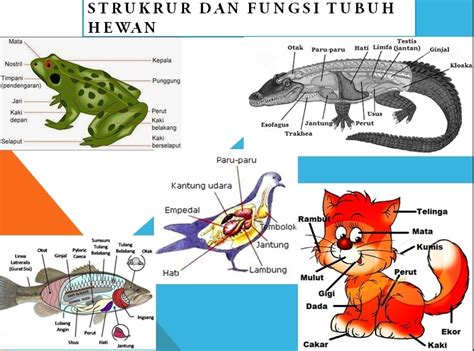 STRUKRUR DAN FUNGSI TUBUH
HEWAN
Mata
Nostril
Timpani
(pendengaran)
Jari
Kaki
depan
Selaput
Kepala
Punggung
Perut
Kaki
belakang
Kaki
berselaput
Otak
Paru-paru
Hati
Limfa
Testis
(jantan)
Ginjal
Kloaka
Esofagus
Trakhea
Jantung
Perut
Usus
Paru-paru
Kantung udara
Empedal
Tembolok
Jantung
Hati
Lambung
Linea
Lateralis
(Gurat Sisi)
Otot
Ginjal
Pyloric
Caeca
Sumsum
Tulang
Belakang
Tulang
Belakang
Otak
Lubang
Angin
Usus
Perut
Hati
Jantung
Insang
Rambut
Telinga
Mata
Kumis
Mulut
Gigi
Perut
Dada
Cakar
Kaki
Ekor